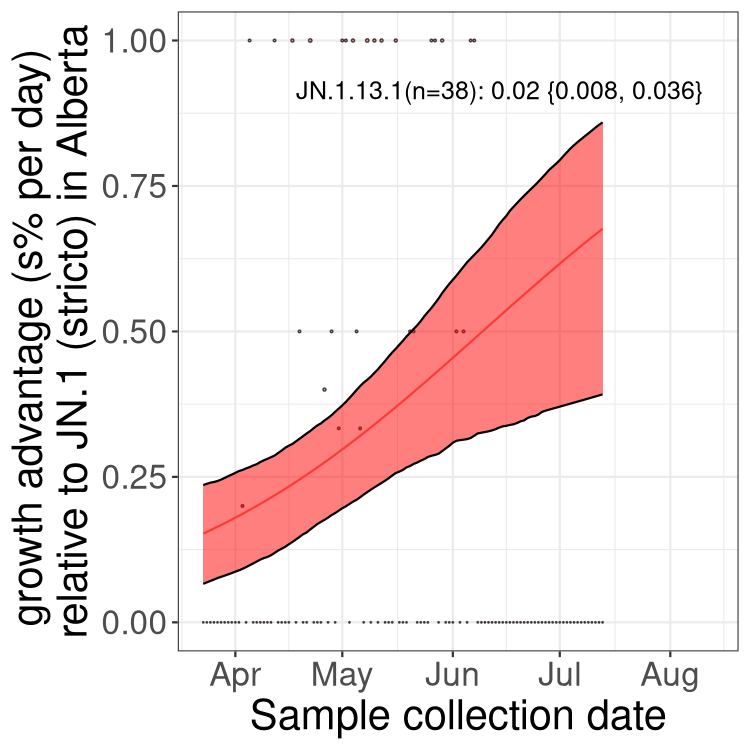 growth advantage (s% per day)
relative to JN.1 (stricto) in Alberta
1.00
JN.1.13.1(n=38): 0.02 {0.008, 0.036}
0.75
0.50
0.25
0.00
Apr May Jun Jul Aug
Sample collection date